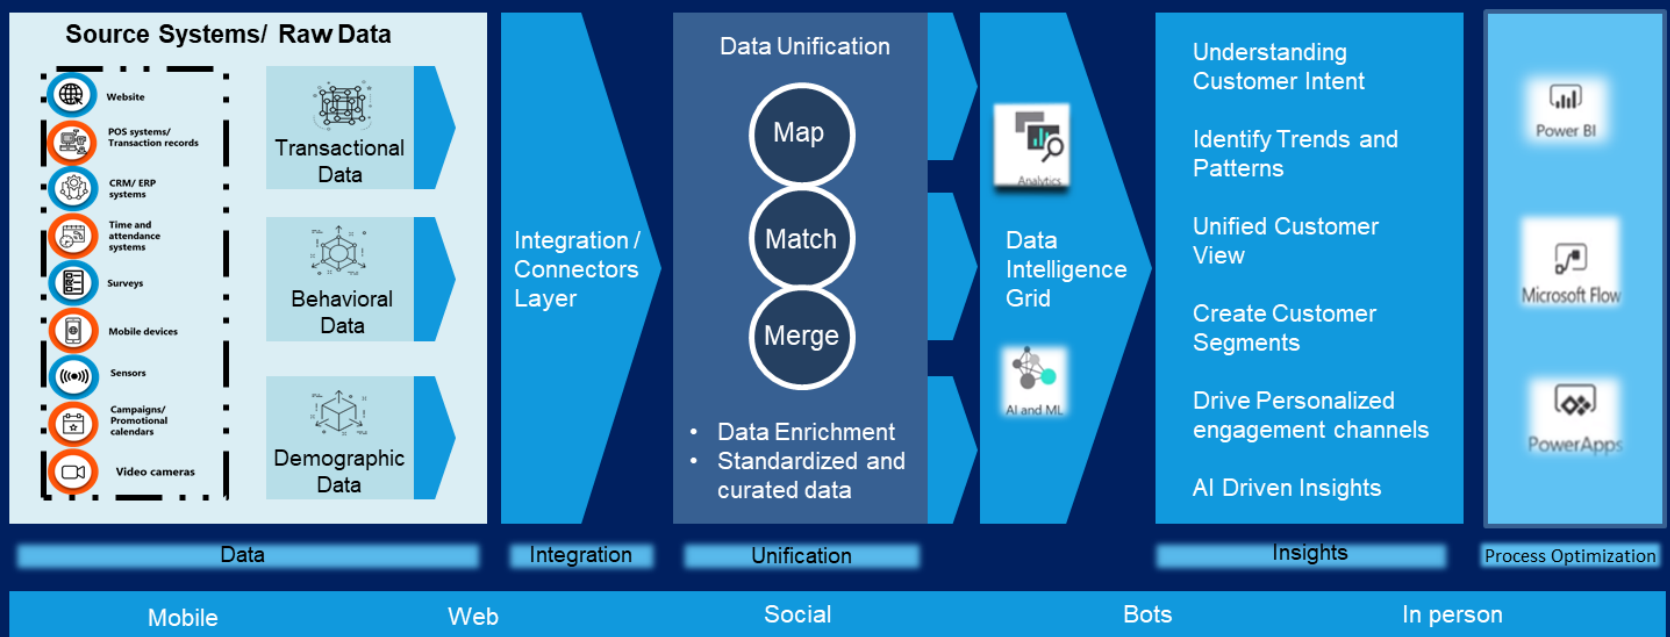 Source Systems/ Raw Data
Website
POS systems/
Transaction records
CRM/ ERP
systems
Time and
attendance
systems
Surveys
Mobile devices
Sensors
Campaigns/
Promotional
calendars
Video cameras
Transactional
Data
Behavioral
Data
Demographic
Data
Integration /
Connectors
Layer
Data Unification
Map
Match
Merge
• Data Enrichment
• Standardized and
curated data
Analytics
Data
Intelligence
Grid
AI and ML
Understanding
Customer Intent
Identify Trends and
Patterns
Unified Customer
View
Create Customer
Segments
Drive Personalized
engagement channels
AI Driven Insights
Power BI
Microsoft Flow
PowerApps
Data
Integration
Unification
Insights
Process Optimization
Mobile
Web
Social
Bots
In person